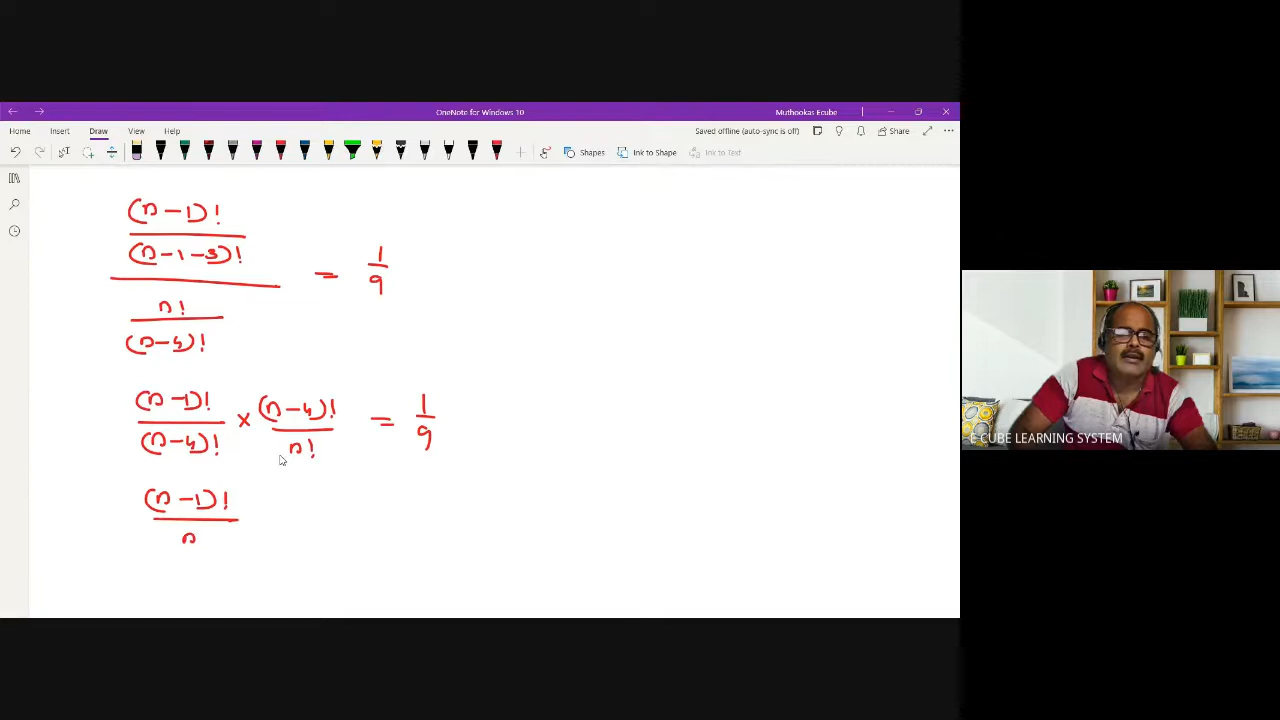 OneNote for Windows 10
Muthookas Ecube
Home Insert Draw View Help
Saved offline (auto-sync is off)
Share
Shapes
Ink to Shape
Ink to Text
(n-1)!
(n-1-3)!
n!
(n-4)!
= 1/9
(n-1)!/(n-4)! × (n-4)!/n! = 1/9
(n-1)!
n
E CUBE LEARNING SYSTEM